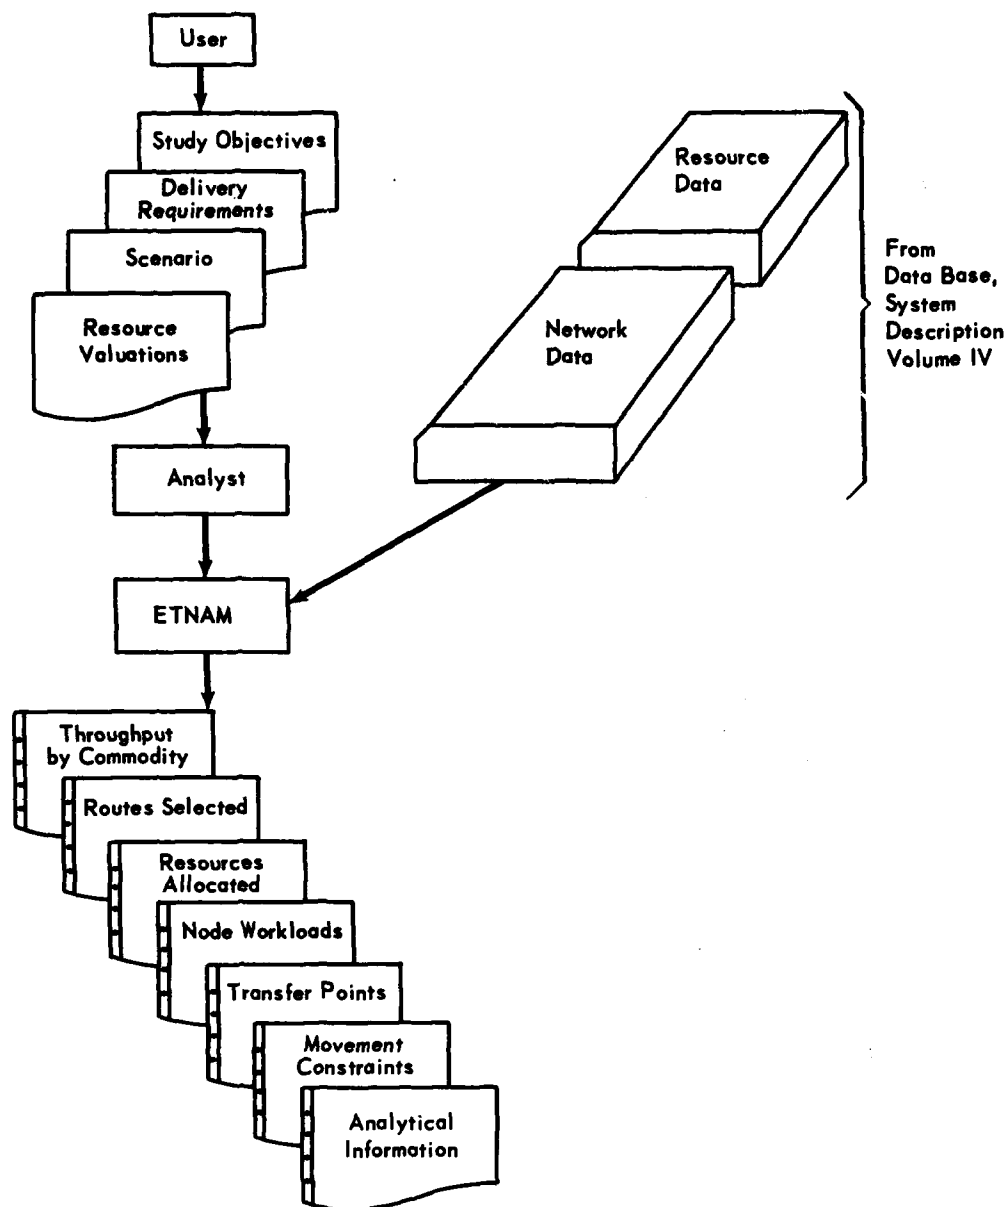 User
Study Objectives
Delivery
Requirements
Scenario
Resource
Valuations
Analyst
ETNAM
Resource
Data
Network
Data
From
Data Base,
System
Description
Volume IV
Throughput
by Commodity
Routes Selected
Resources
Allocated
Node Workloads
Transfer Points
Movement
Constraints
Analytical
Information